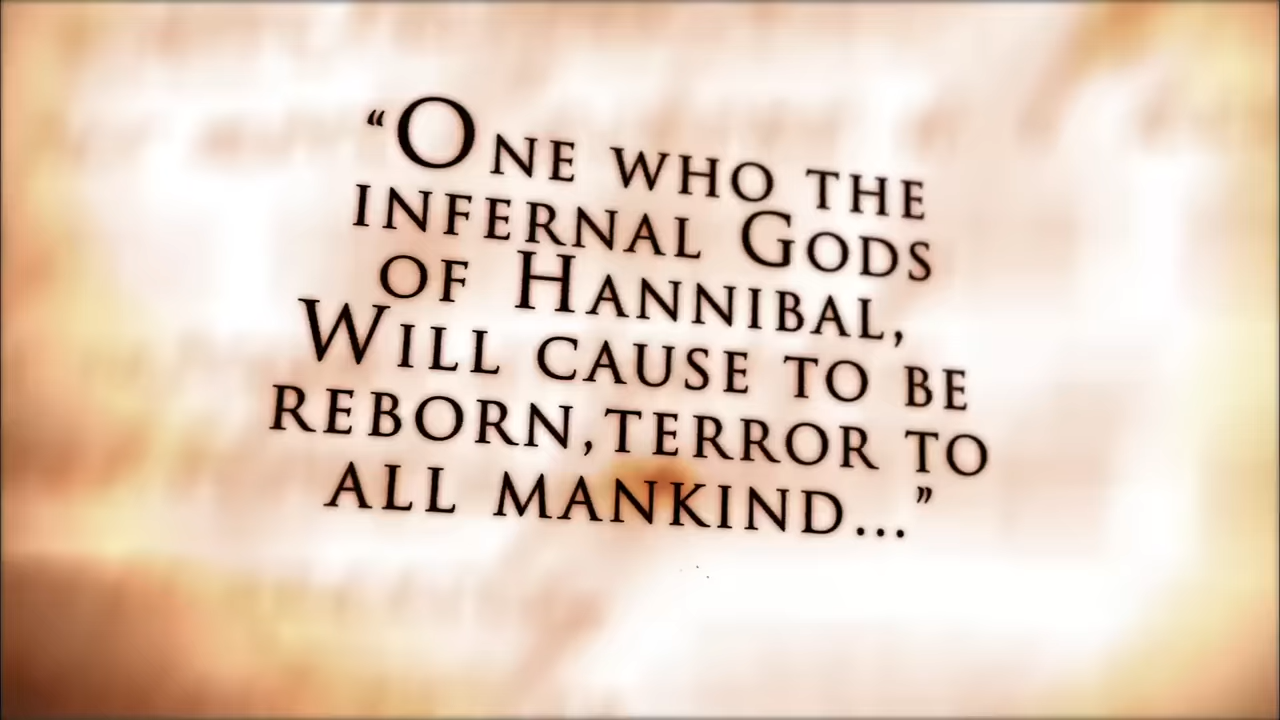 “One who the
infernal Gods
of Hannibal,
Will cause to be
reborn,terror to
all mankind...”